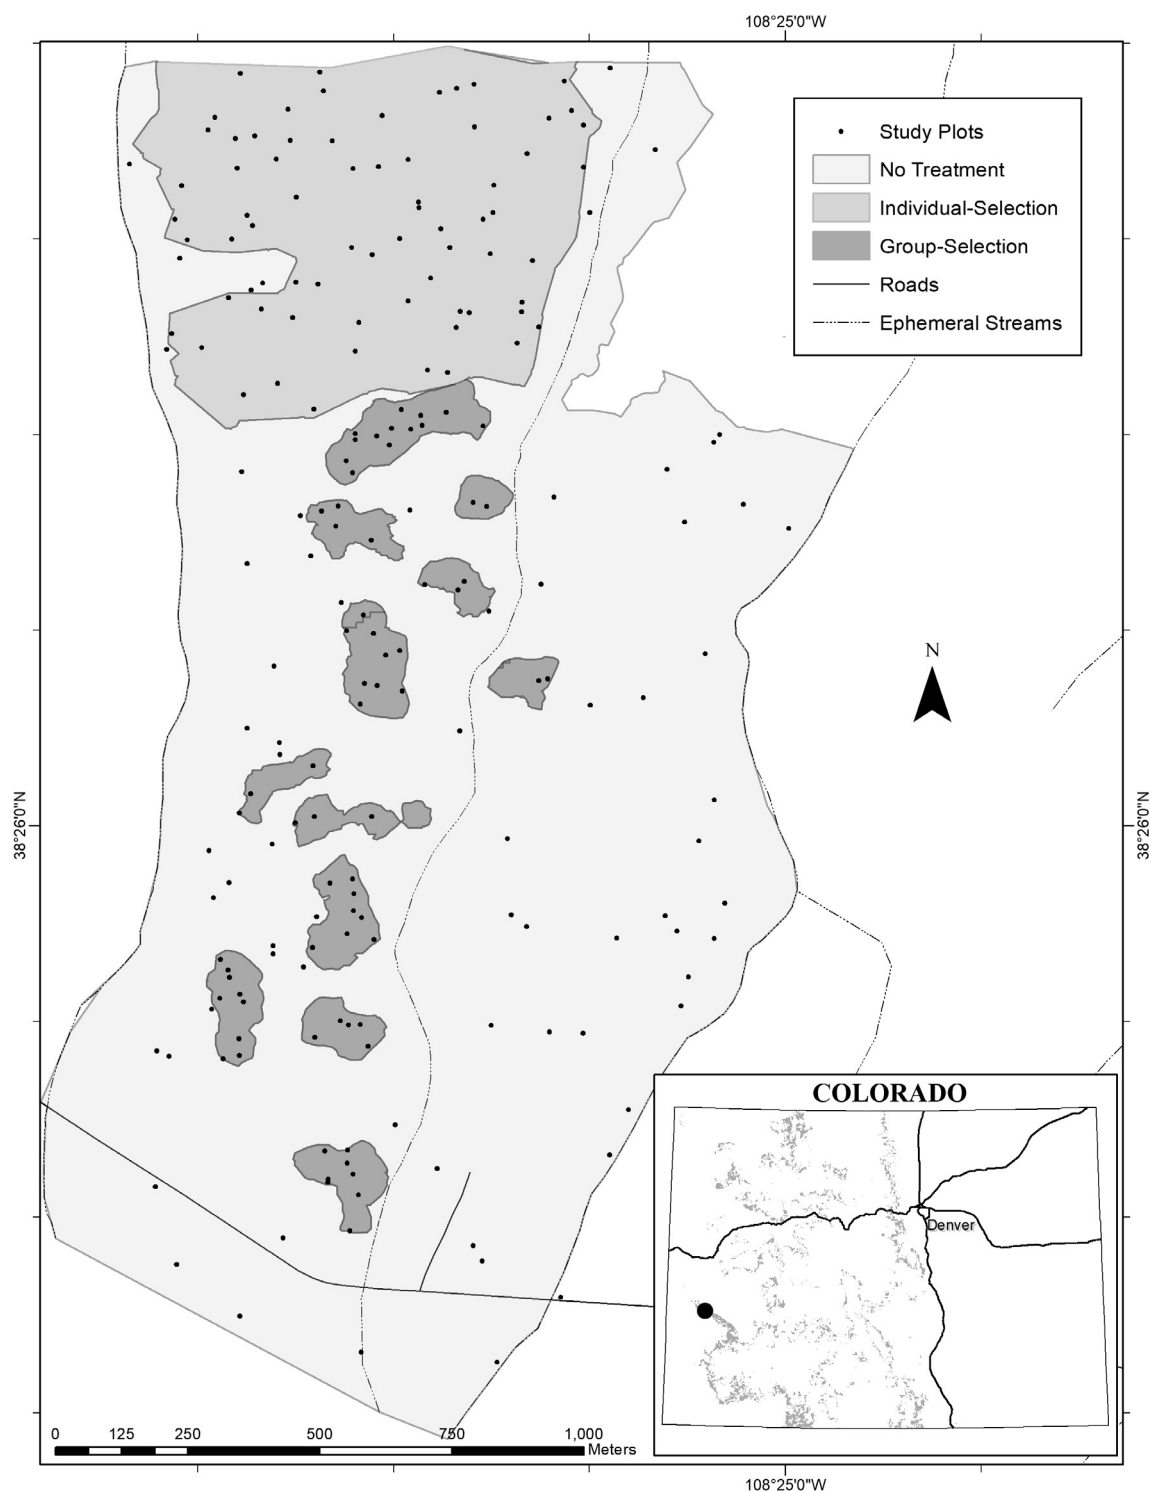 108°25'0"W
Study Plots
No Treatment
Individual-Selection
Group-Selection
Roads
Ephemeral Streams
N
38°26'0"N
38°26'0"N
COLORADO
Denver
0 125 250 500 750 1,000
Meters
108°25'0"W